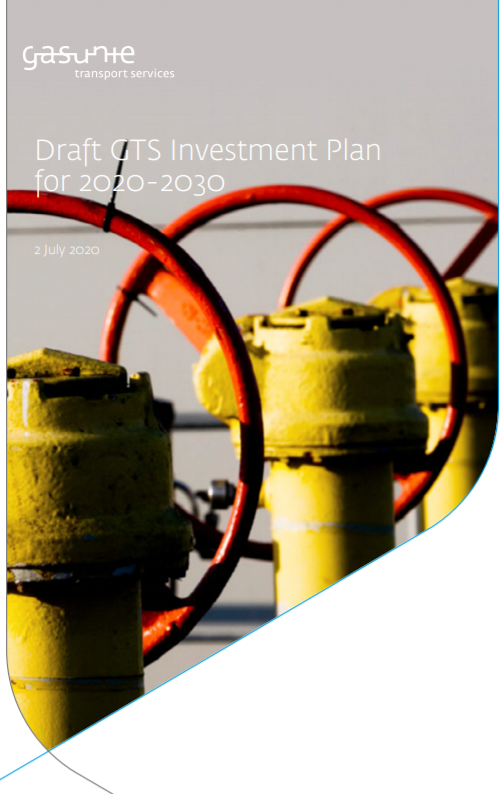 gasunie
transport services
Draft GTS Investment Plan
for 2020-2030
2 July 2020